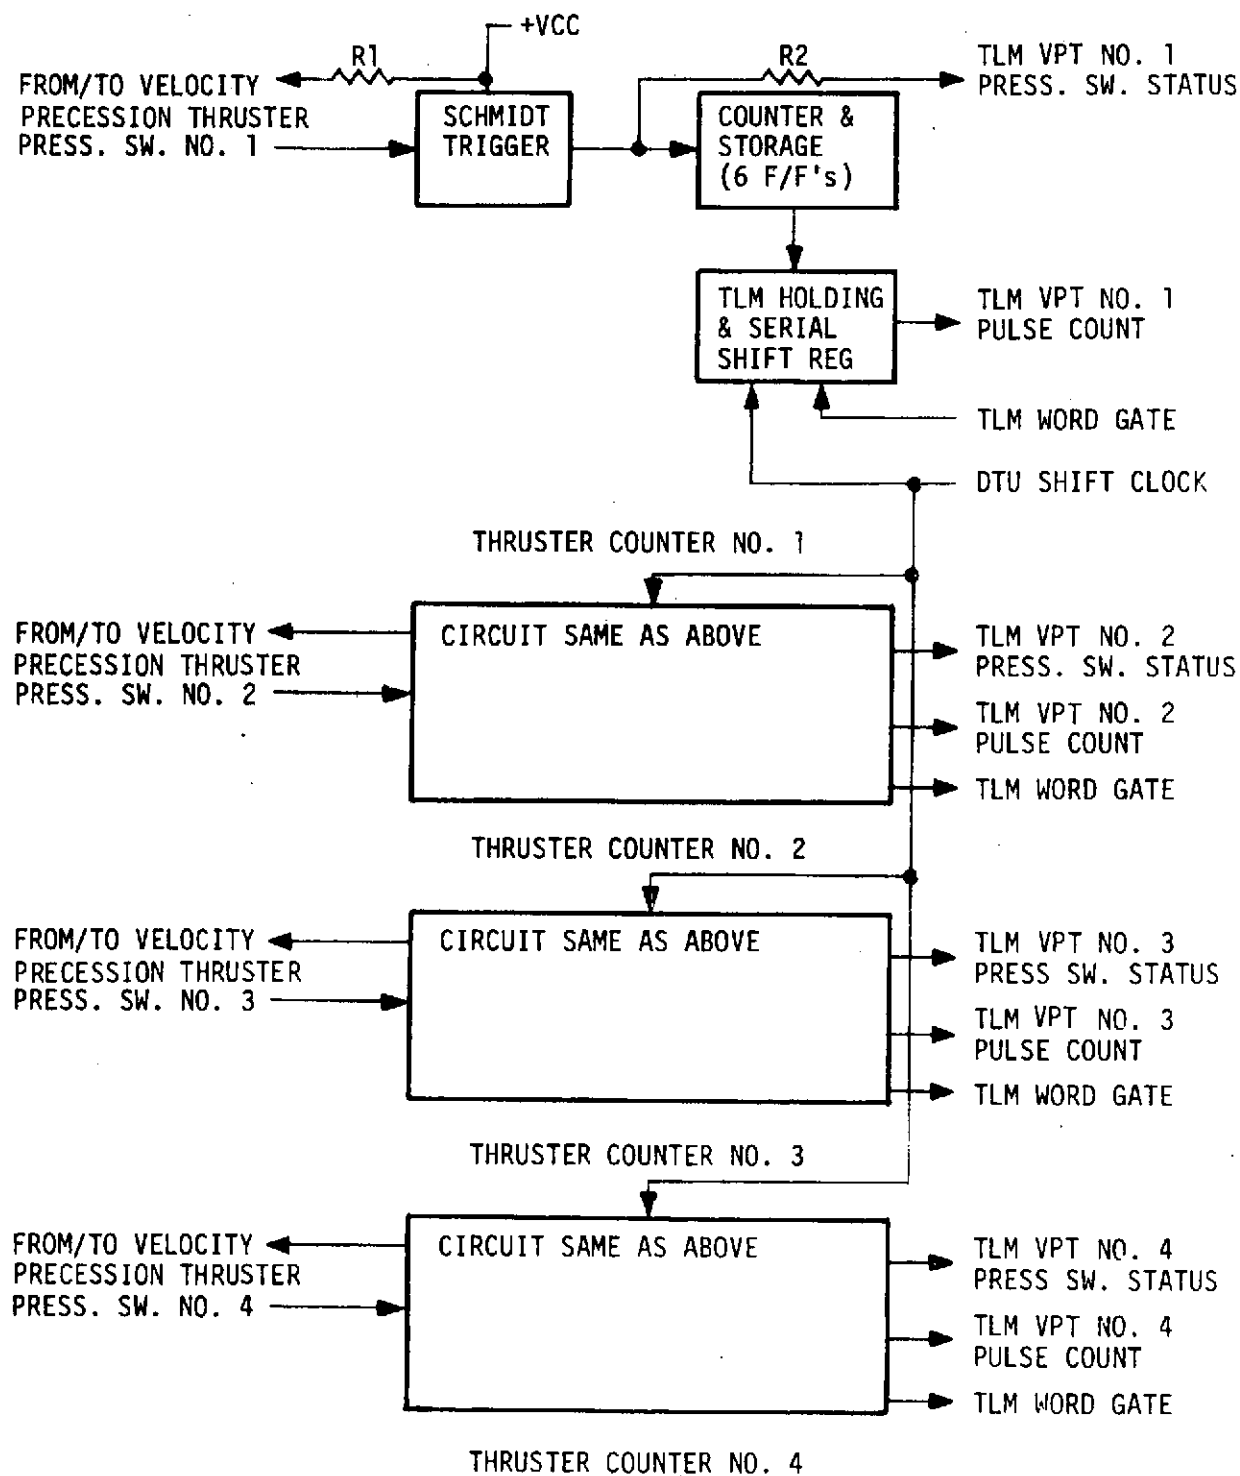 +VCC
R1
R2
TLM VPT NO. 1
PRESS. SW. STATUS
FROM/TO VELOCITY
PRECESSION THRUSTER
PRESS. SW. NO. 1
SCHMIDT
TRIGGER
COUNTER &
STORAGE
(6 F/F's)
TLM HOLDING
& SERIAL
SHIFT REG
TLM VPT NO. 1
PULSE COUNT
TLM WORD GATE
DTU SHIFT CLOCK
THRUSTER COUNTER NO. 1
FROM/TO VELOCITY
PRECESSION THRUSTER
PRESS. SW. NO. 2
CIRCUIT SAME AS ABOVE
TLM VPT NO. 2
PRESS. SW. STATUS
TLM VPT NO. 2
PULSE COUNT
TLM WORD GATE
THRUSTER COUNTER NO. 2
FROM/TO VELOCITY
PRECESSION THRUSTER
PRESS. SW. NO. 3
CIRCUIT SAME AS ABOVE
TLM VPT NO. 3
PRESS SW. STATUS
TLM VPT NO. 3
PULSE COUNT
TLM WORD GATE
THRUSTER COUNTER NO. 3
FROM/TO VELOCITY
PRECESSION THRUSTER
PRESS. SW. NO. 4
CIRCUIT SAME AS ABOVE
TLM VPT NO. 4
PRESS SW. STATUS
TLM VPT NO. 4
PULSE COUNT
TLM WORD GATE
THRUSTER COUNTER NO. 4